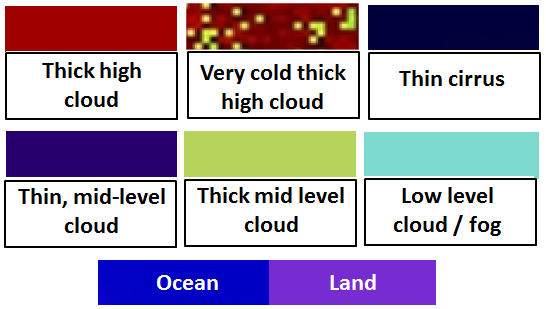 Thick high
cloud
Very cold thick
high cloud
Thin cirrus
Thin, mid-level
cloud
Thick mid level
cloud
Low level
cloud / fog
Ocean
Land